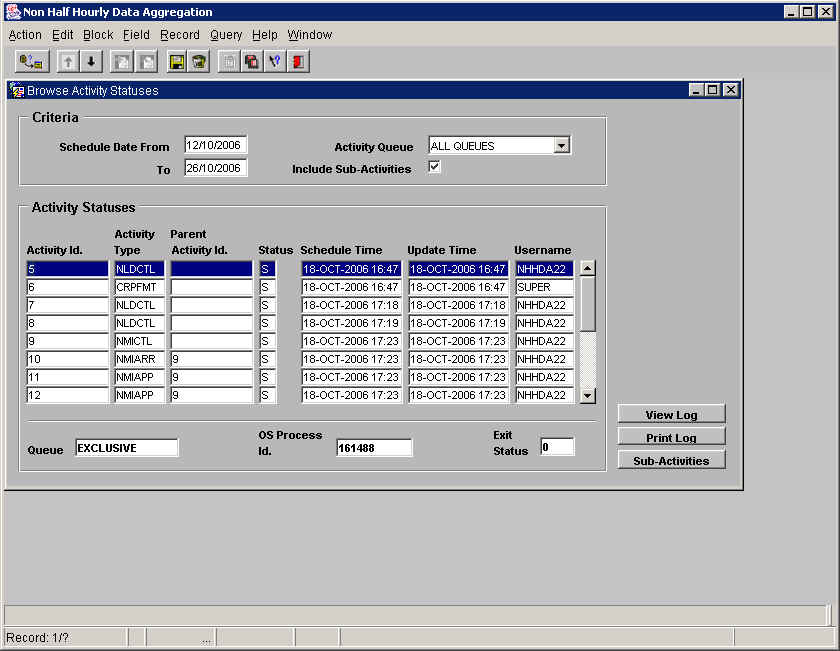 Non Half Hourly Data Aggregation
Action Edit Block Field Record Query Help Window
Browse Activity Statuses
Criteria
Schedule Date From 12/10/2006 Activity Queue ALL QUEUES
To 26/10/2006 Include Sub-Activities
Activity Statuses
Activity Parent
Activity Id. Type Activity Id. Status Schedule Time Update Time Username
5 NLDCTL S 18-OCT-2006 16:47 18-OCT-2006 16:47 NHHDA22
6 CRPFMT S 18-OCT-2006 16:47 18-OCT-2006 16:47 SUPER
7 NLDCTL S 18-OCT-2006 17:18 18-OCT-2006 17:18 NHHDA22
8 NLDCTL S 18-OCT-2006 17:19 18-OCT-2006 17:19 NHHDA22
9 NMICTL S 18-OCT-2006 17:23 18-OCT-2006 17:23 NHHDA22
10 NMIARR 9 S 18-OCT-2006 17:23 18-OCT-2006 17:23 NHHDA22
11 NMIAPP 9 S 18-OCT-2006 17:23 18-OCT-2006 17:23 NHHDA22
12 NMIAPP 9 S 18-OCT-2006 17:23 18-OCT-2006 17:23 NHHDA22
View Log
Print Log
Sub-Activities
OS Process Exit
Queue EXCLUSIVE Id. 161488 Status 0
Record: 1/? ...